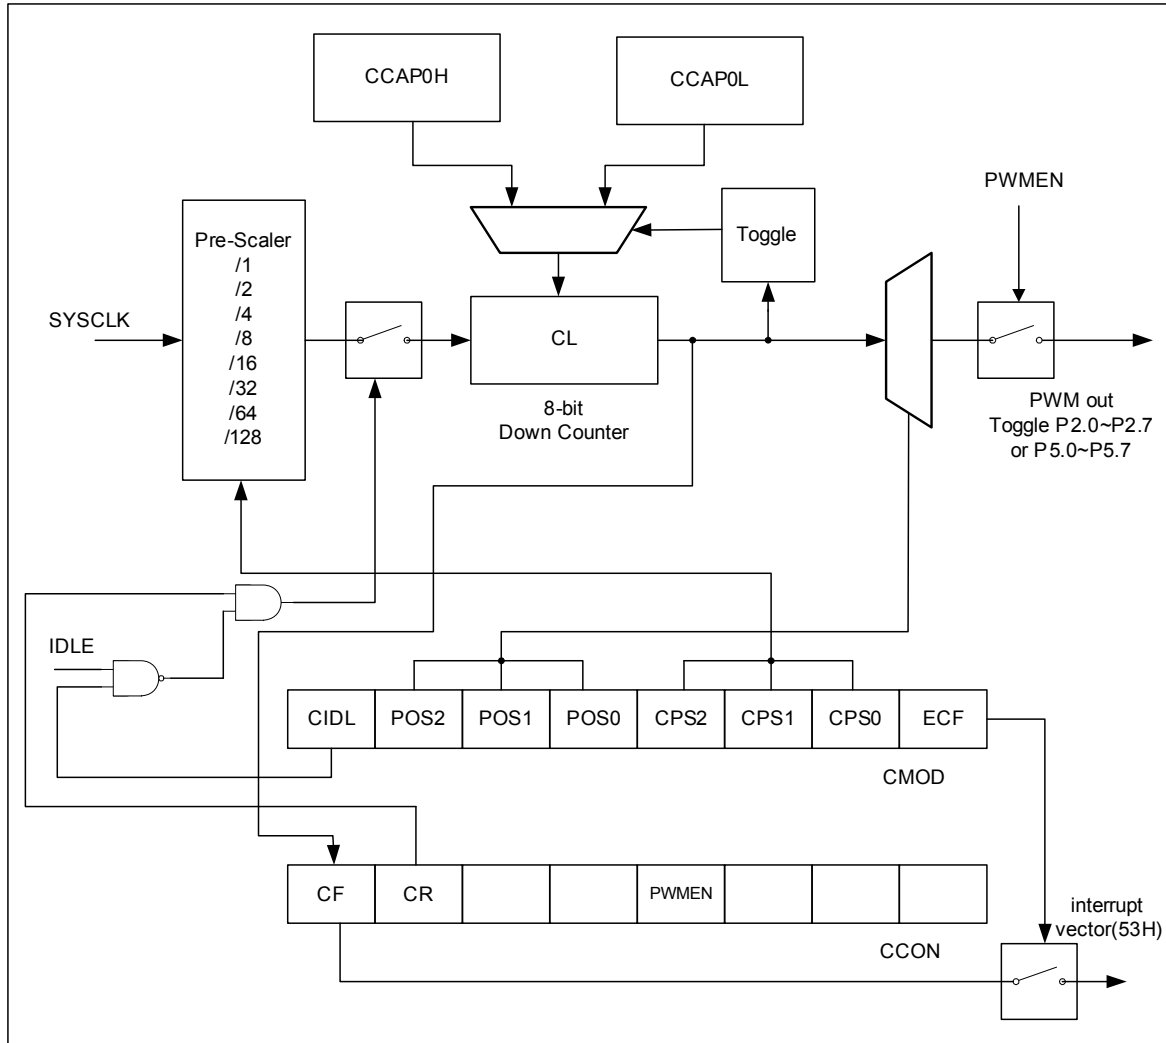 CCAP0H
CCAP0L
PWMEN
Pre-Scaler
/1
/2
/4
/8
/16
/32
/64
/128
Toggle
SYSCLK
CL
8-bit
Down Counter
PWM out
Toggle P2.0~P2.7
or P5.0~P5.7
IDLE
CIDL POS2 POS1 POS0 CPS2 CPS1 CPS0 ECF
CMOD
CF CR PWMEN
CCON
interrupt
vector(53H)